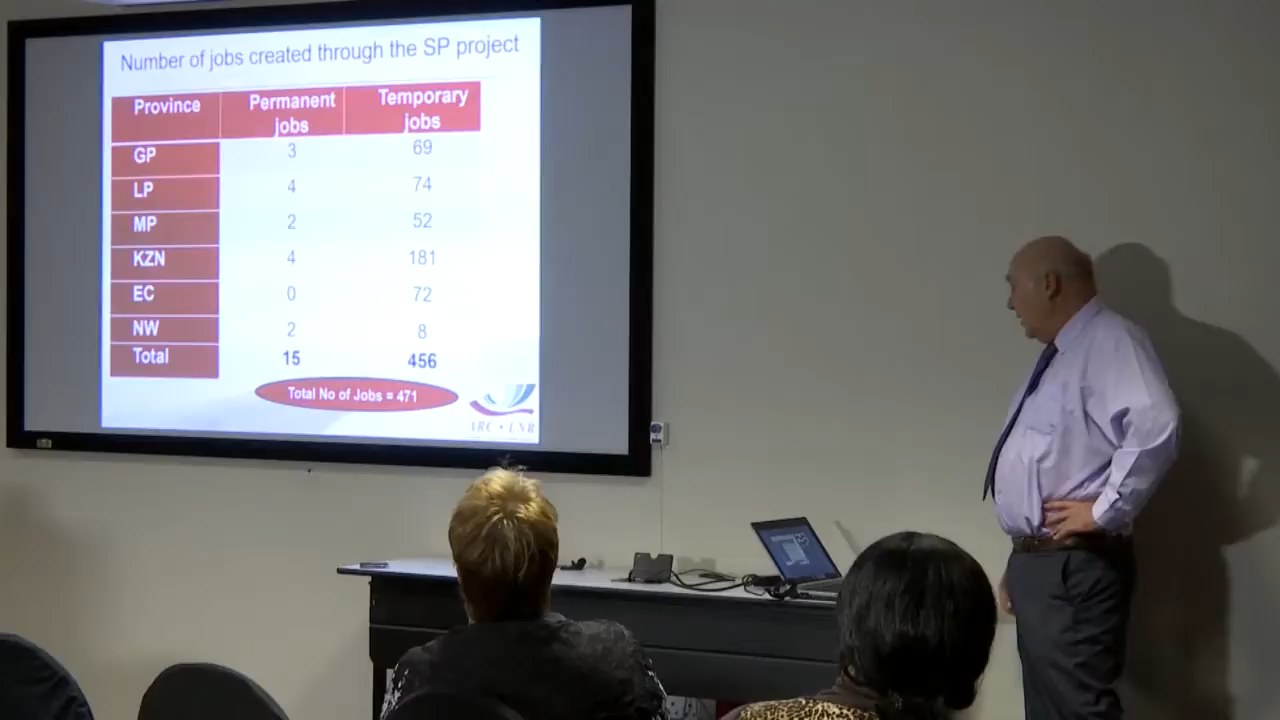 Number of jobs created through the SP project
Province Permanent jobs Temporary jobs
GP 3 69
LP 4 74
MP 2 52
KZN 4 181
EC 0 72
NW 2 8
Total 15 456
Total No of Jobs = 471
ARC • LNR